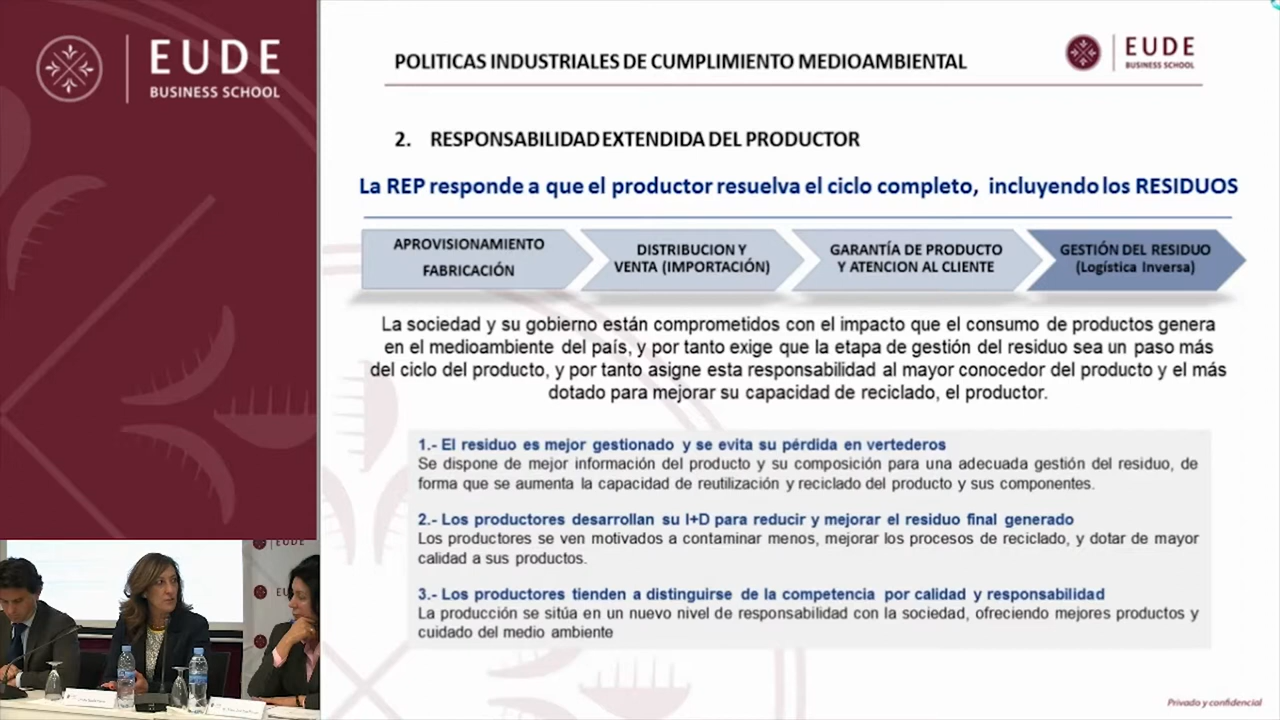 EUDE
BUSINESS SCHOOL
POLITICAS INDUSTRIALES DE CUMPLIMIENTO MEDIOAMBIENTAL
EUDE
BUSINESS SCHOOL
2. RESPONSABILIDAD EXTENDIDA DEL PRODUCTOR
La REP responde a que el productor resuelva el ciclo completo, incluyendo los RESIDUOS
APROVISIONAMIENTO
FABRICACIÓN
DISTRIBUCION Y
VENTA (IMPORTACIÓN)
GARANTÍA DE PRODUCTO
Y ATENCION AL CLIENTE
GESTIÓN DEL RESIDUO
(Logística Inversa)
La sociedad y su gobierno están comprometidos con el impacto que el consumo de productos genera
en el medioambiente del país, y por tanto exige que la etapa de gestión del residuo sea un paso más
del ciclo del producto, y por tanto asigne esta responsabilidad al mayor conocedor del producto y el más
dotado para mejorar su capacidad de reciclado, el productor.
1.- El residuo es mejor gestionado y se evita su pérdida en vertederos
Se dispone de mejor información del producto y su composición para una adecuada gestión del residuo, de
forma que se aumenta la capacidad de reutilización y reciclado del producto y sus componentes.
2.- Los productores desarrollan su I+D para reducir y mejorar el residuo final generado
Los productores se ven motivados a contaminar menos, mejorar los procesos de reciclado, y dotar de mayor
calidad a sus productos.
3.- Los productores tienden a distinguirse de la competencia por calidad y responsabilidad
La producción se sitúa en un nuevo nivel de responsabilidad con la sociedad, ofreciendo mejores productos y
cuidado del medio ambiente
Privado y confidencial
EUDE